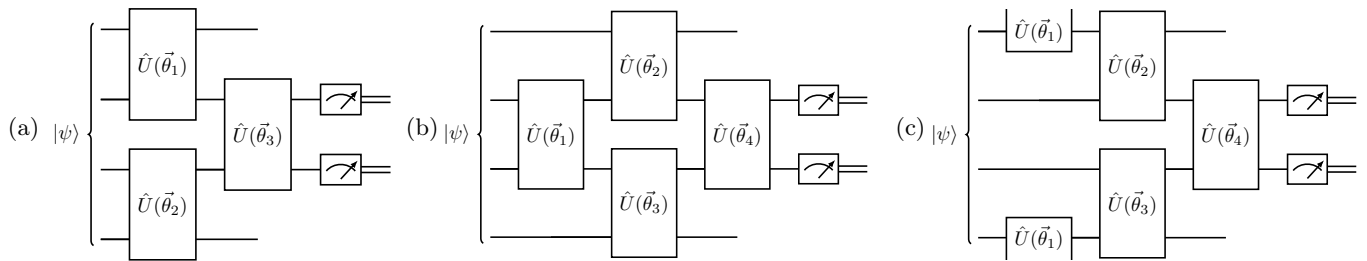 (a) |ψ⟩ Û(θ⃗₁) Û(θ⃗₂) Û(θ⃗₃)
(b) |ψ⟩ Û(θ⃗₁) Û(θ⃗₂) Û(θ⃗₃) Û(θ⃗₄)
(c) |ψ⟩ Û(θ⃗₁) Û(θ⃗₁) Û(θ⃗₂) Û(θ⃗₃) Û(θ⃗₄)